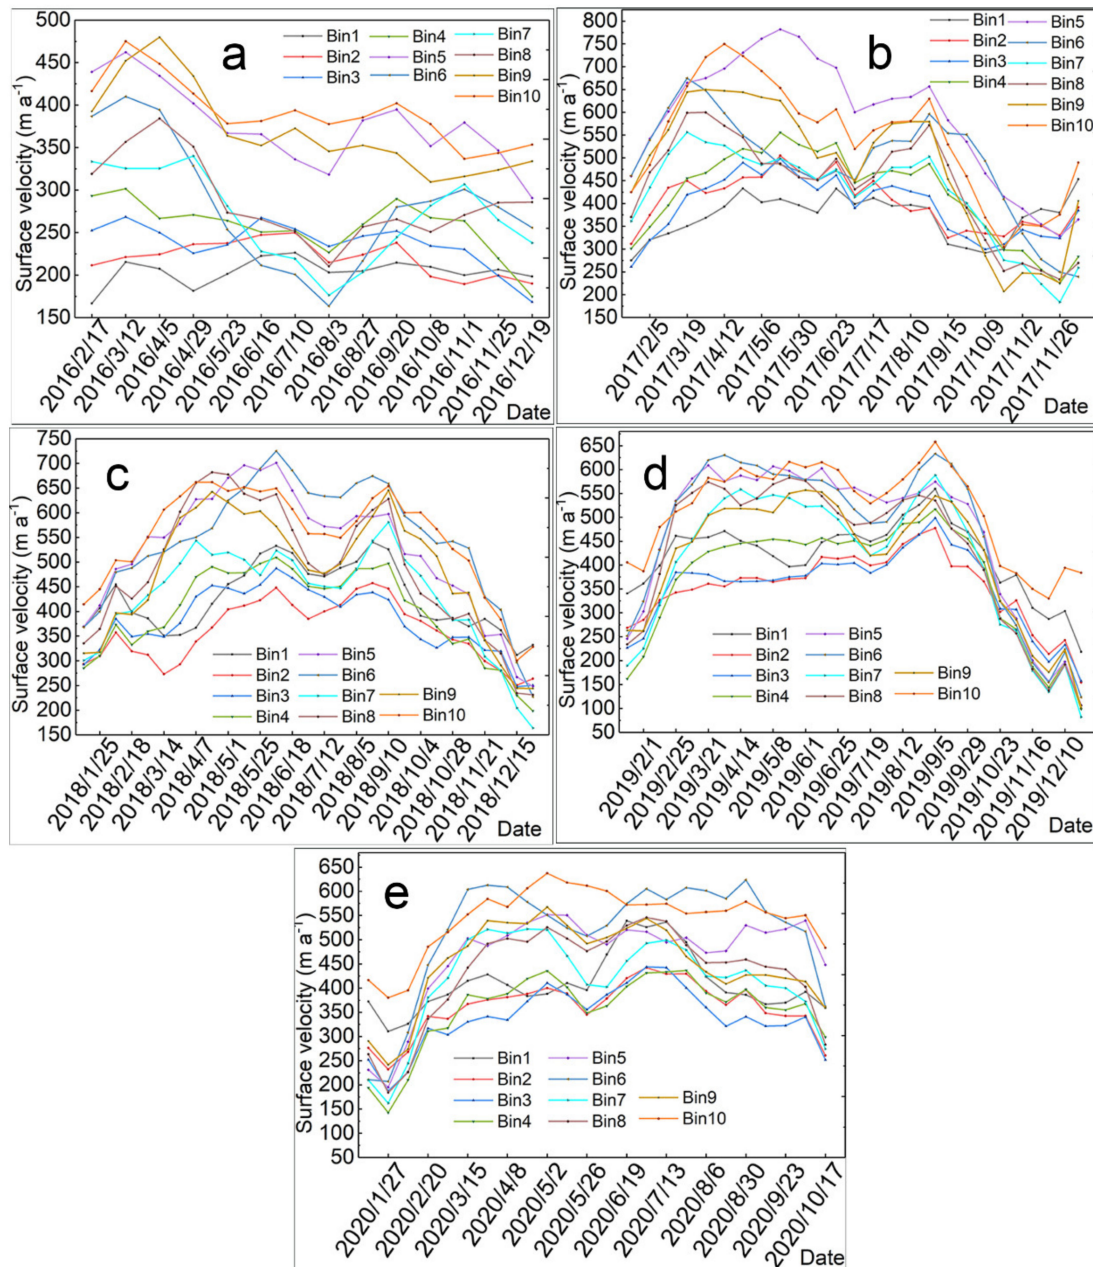 a
Surface velocity (m a⁻¹)
500
450
400
350
300
250
200
150
Bin1 Bin4 Bin7
Bin2 Bin5 Bin8
Bin3 Bin6 Bin9
Bin10
2016/2/17 2016/3/12 2016/4/5 2016/4/29 2016/5/23 2016/6/16 2016/7/10 2016/8/3 2016/8/27 2016/9/20 2016/10/8 2016/11/1 2016/11/25 2016/12/19
Date
b
Surface velocity (m a⁻¹)
800
750
700
650
600
550
500
450
400
350
300
250
200
150
Bin1 Bin5
Bin2 Bin6
Bin3 Bin7
Bin4 Bin8
Bin9
Bin10
2017/2/5 2017/3/19 2017/4/12 2017/5/6 2017/5/30 2017/6/23 2017/7/17 2017/8/10 2017/9/15 2017/10/9 2017/11/2 2017/11/26
Date
c
Surface velocity (m a⁻¹)
750
700
650
600
550
500
450
400
350
300
250
200
150
Bin1 Bin5
Bin2 Bin6
Bin3 Bin7 Bin9
Bin4 Bin8 Bin10
2018/1/25 2018/2/18 2018/3/14 2018/4/7 2018/5/1 2018/5/25 2018/6/18 2018/7/12 2018/8/5 2018/9/10 2018/10/4 2018/10/28 2018/11/21 2018/12/15
Date
d
Surface velocity (m a⁻¹)
650
600
550
500
450
400
350
300
250
200
150
100
50
Bin1 Bin5
Bin2 Bin6
Bin3 Bin7 Bin9
Bin4 Bin8 Bin10
2019/2/1 2019/2/25 2019/3/21 2019/4/14 2019/5/8 2019/6/1 2019/6/25 2019/7/19 2019/8/12 2019/9/5 2019/9/29 2019/10/23 2019/11/16 2019/12/10
Date
e
Surface velocity (m a⁻¹)
650
600
550
500
450
400
350
300
250
200
150
100
50
Bin1 Bin5
Bin2 Bin6
Bin3 Bin7 Bin9
Bin4 Bin8 Bin10
2020/1/27 2020/2/20 2020/3/15 2020/4/8 2020/5/2 2020/5/26 2020/6/19 2020/7/13 2020/8/6 2020/8/30 2020/9/23 2020/10/17
Date